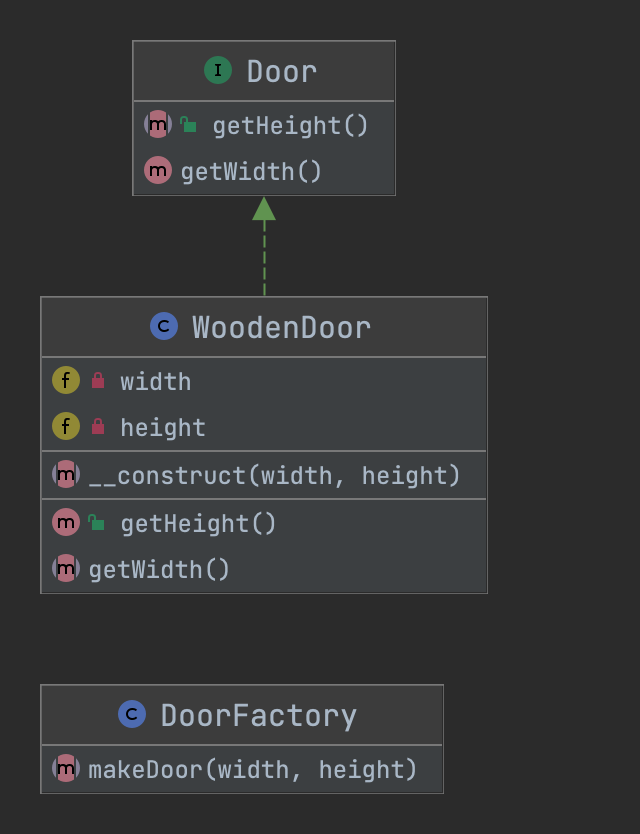 I Door
m getHeight()
m getWidth()
C WoodenDoor
f width
f height
m __construct(width, height)
m getHeight()
m getWidth()
C DoorFactory
m makeDoor(width, height)